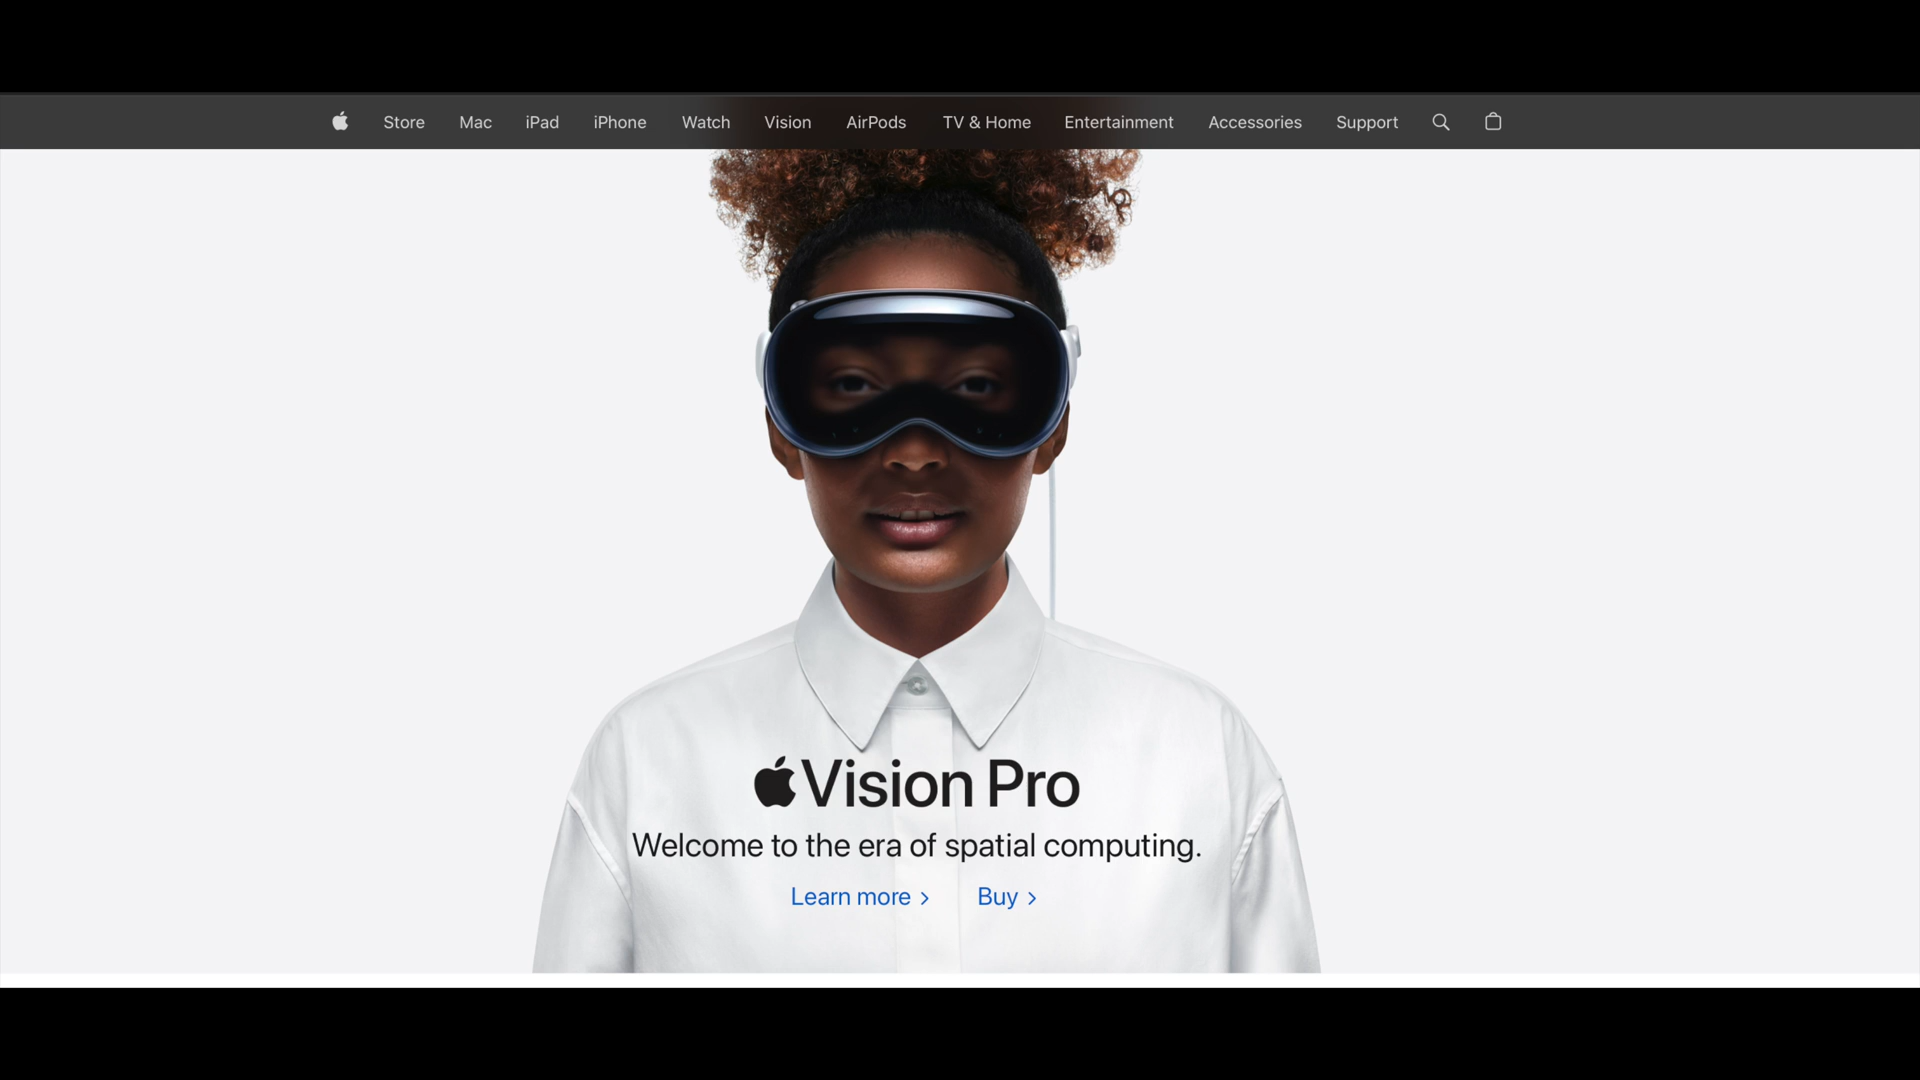 Store Mac iPad iPhone Watch Vision AirPods TV & Home Entertainment Accessories Support
Vision Pro
Welcome to the era of spatial computing.
Learn more > Buy >